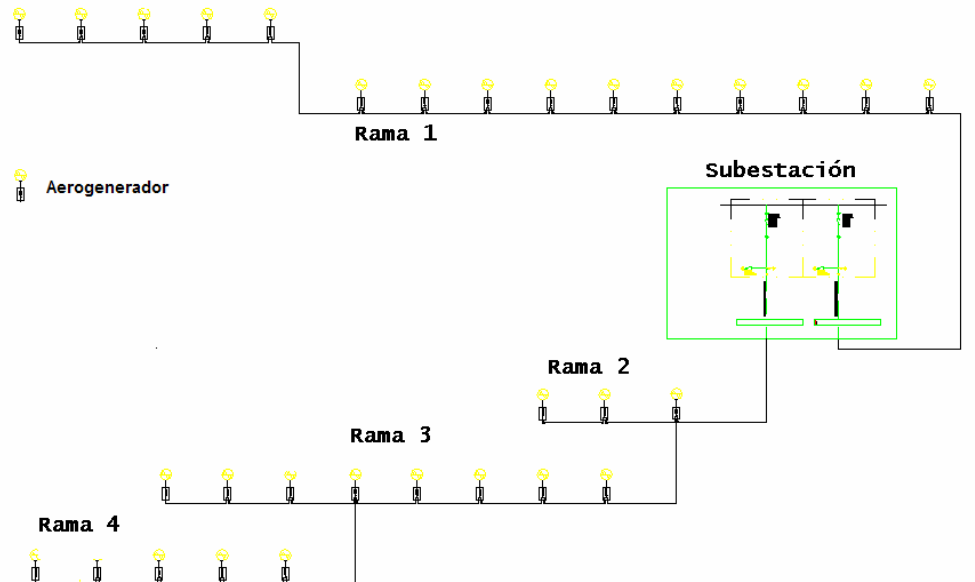 Rama 1
Subestación
Aerogenerador
Rama 2
Rama 3
Rama 4